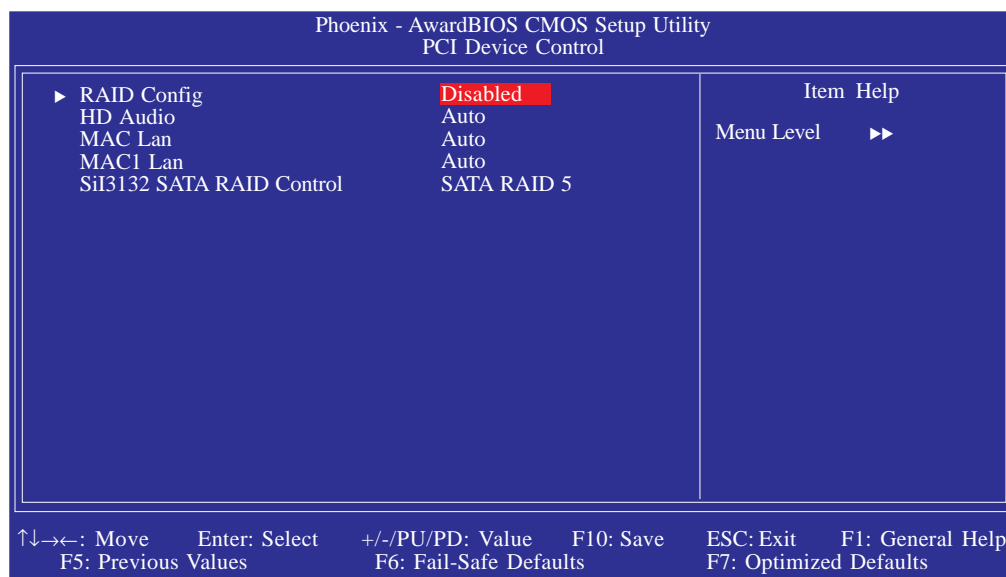 Phoenix - AwardBIOS CMOS Setup Utility
PCI Device Control
▶ RAID Config Disabled
HD Audio Auto
MAC Lan Auto
MAC1 Lan Auto
SiI3132 SATA RAID Control SATA RAID 5
Item Help
Menu Level ▶▶
↑↓→←: Move Enter: Select +/-/PU/PD: Value F10: Save ESC: Exit F1: General Help
F5: Previous Values F6: Fail-Safe Defaults F7: Optimized Defaults